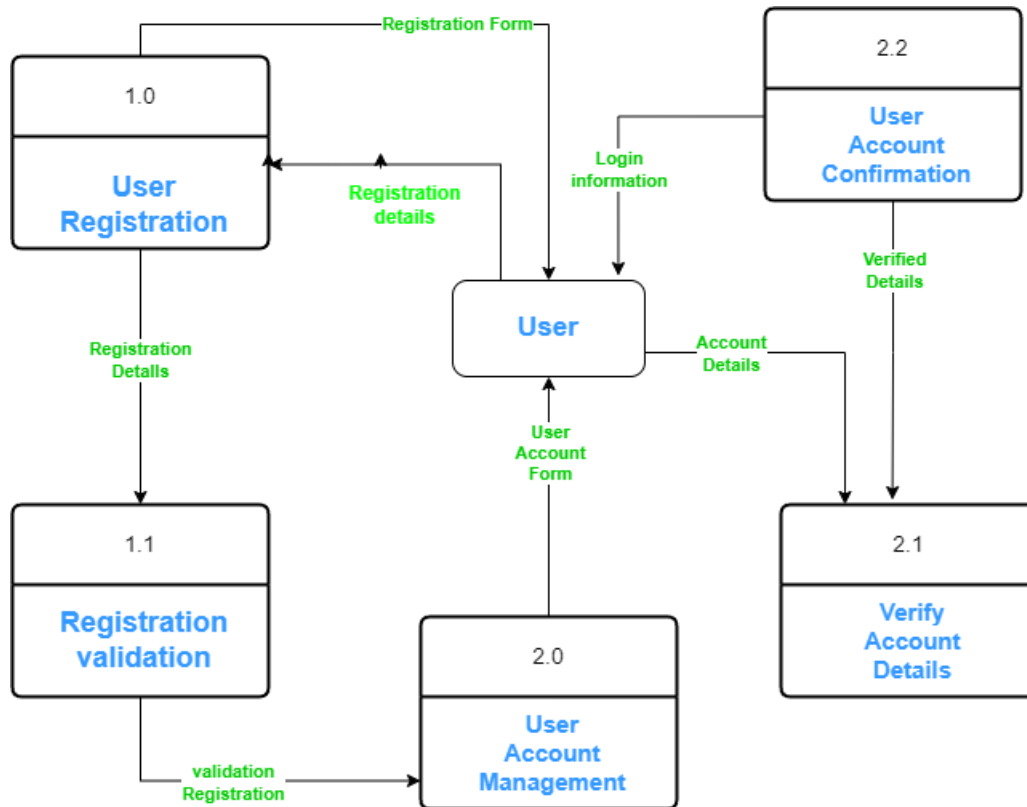 Registration Form
1.0
User
Registration
2.2
User
Account
Confirmation
Login
information
Registration
details
Verified
Details
User
Account
Details
Registration
Detalls
User
Account
Form
1.1
Registration
validation
2.0
User
Account
Management
2.1
Verify
Account
Details
validation
Registration